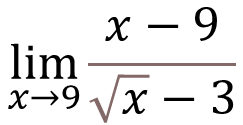 lim x→9 (x − 9)/(√x − 3)